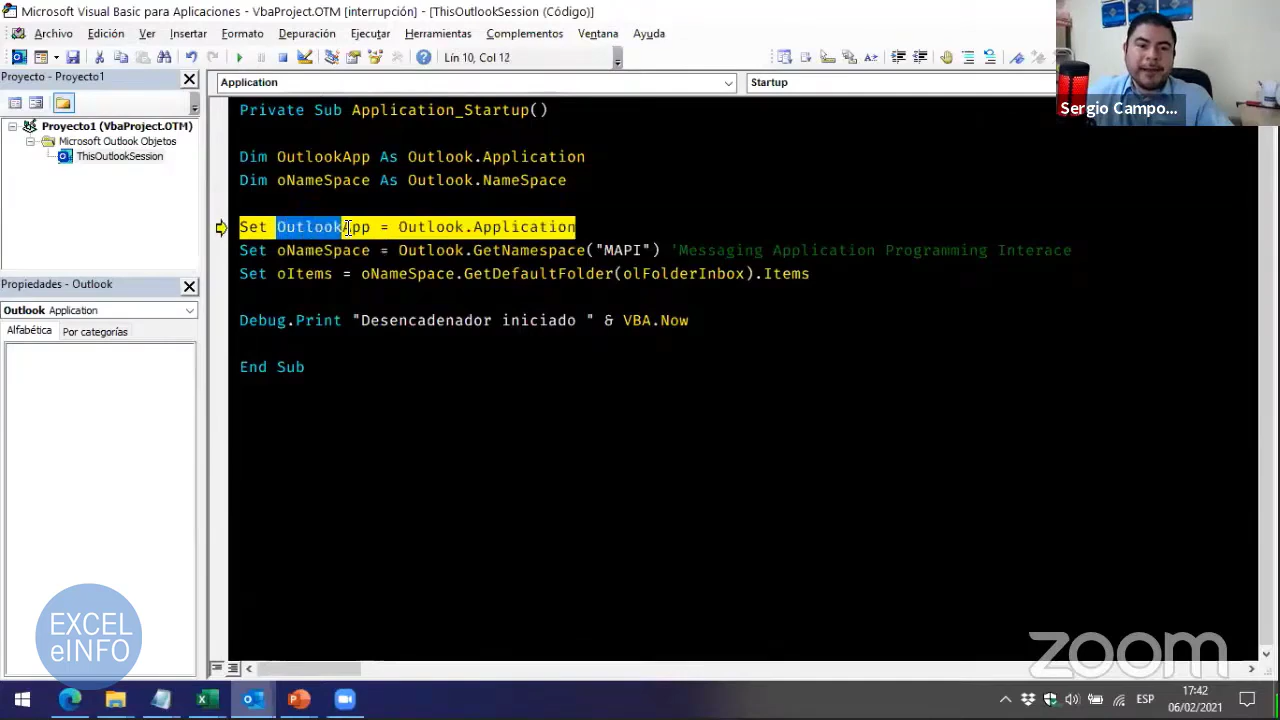 Microsoft Visual Basic para Aplicaciones - VbaProject.OTM [interrupción] - [ThisOutlookSession (Código)]
Archivo Edición Ver Insertar Formato Depuración Ejecutar Herramientas Complementos Ventana Ayuda
Lín 10, Col 12
Proyecto - Proyecto1
Proyecto1 (VbaProject.OTM)
Microsoft Outlook Objetos
ThisOutlookSession
Propiedades - Outlook
Outlook Application
Alfabética Por categorías
Application Startup
Private Sub Application_Startup()
Dim OutlookApp As Outlook.Application
Dim oNameSpace As Outlook.NameSpace
Set OutlookApp = Outlook.Application
Set oNameSpace = Outlook.GetNamespace("MAPI") 'Messaging Application Programming Interace
Set oItems = oNameSpace.GetDefaultFolder(olFolderInbox).Items
Debug.Print "Desencadenador iniciado " & VBA.Now
End Sub
Sergio Campo...
EXCEL
eINFO
zoom
ESP
17:42
06/02/2021